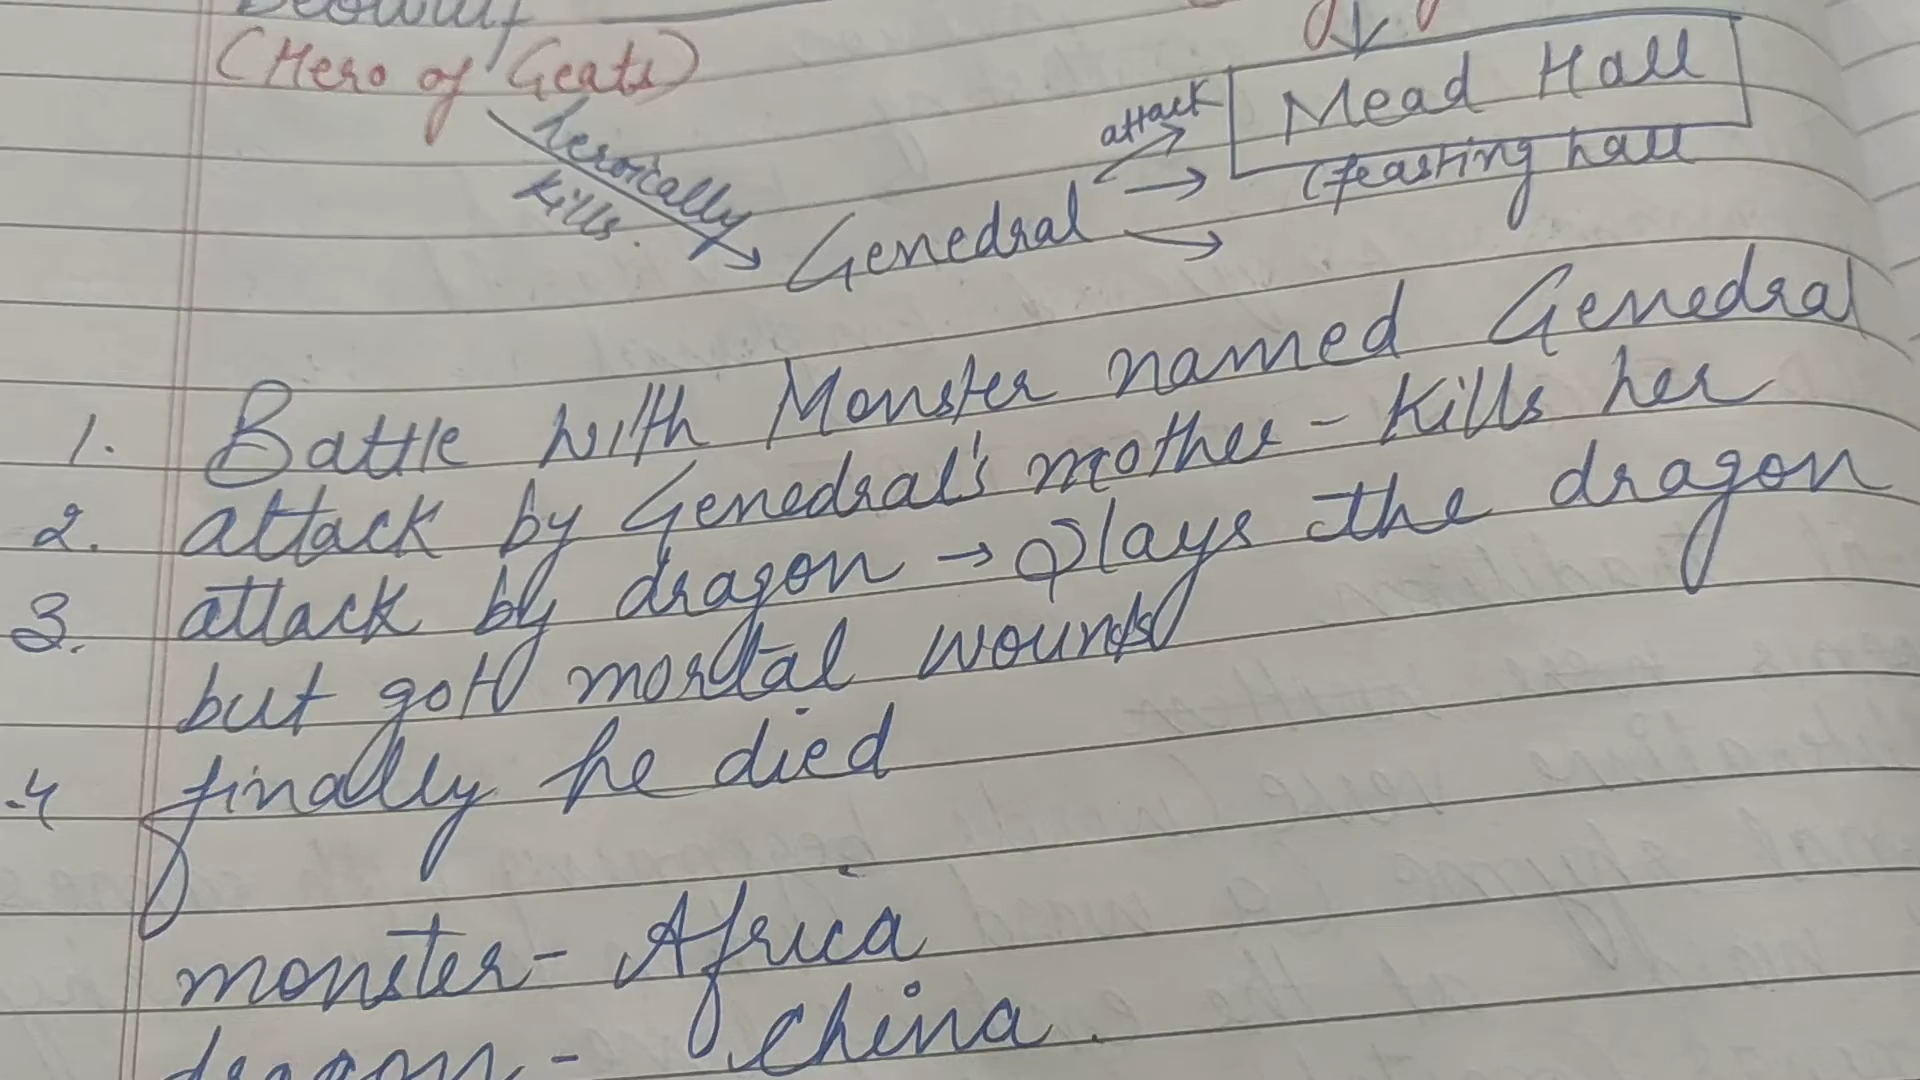 Beowulf
(Hero of Geats)
heroically
kills.
attack
Mead Hall
(feasting hall
Genedral
1. Battle with Monster named Genedral
2. attack by Genedral's mother - kills her
3. attack by dragon → Slays the dragon
but got mortal wounds
4 finally he died
monster - Africa
dragon - China.